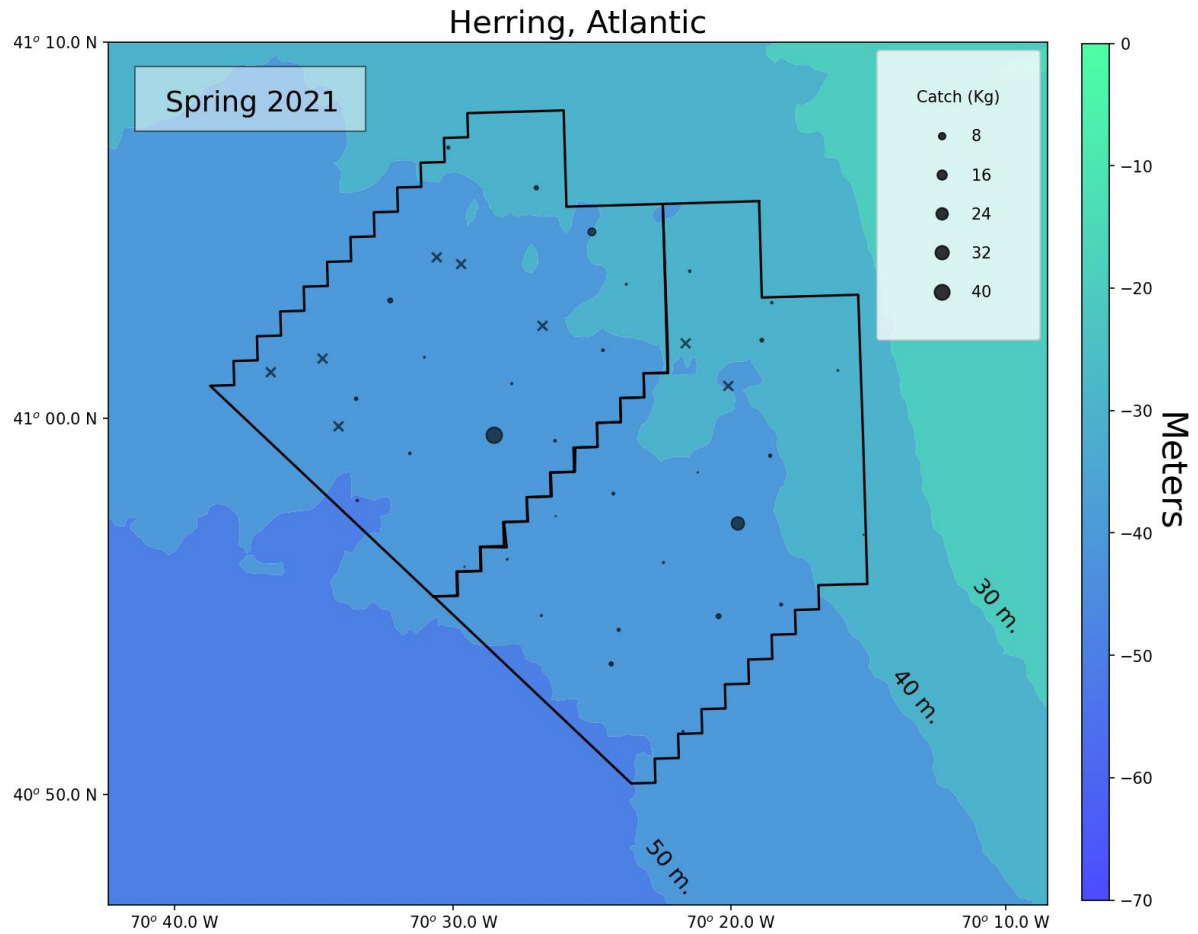 Herring, Atlantic
41° 10.0 N
41° 00.0 N
40° 50.0 N
Spring 2021
Catch (Kg)
8
16
24
32
40
30 m.
40 m.
50 m.
70° 40.0 W
70° 30.0 W
70° 20.0 W
70° 10.0 W
0
−10
−20
−30
−40
−50
−60
−70
Meters